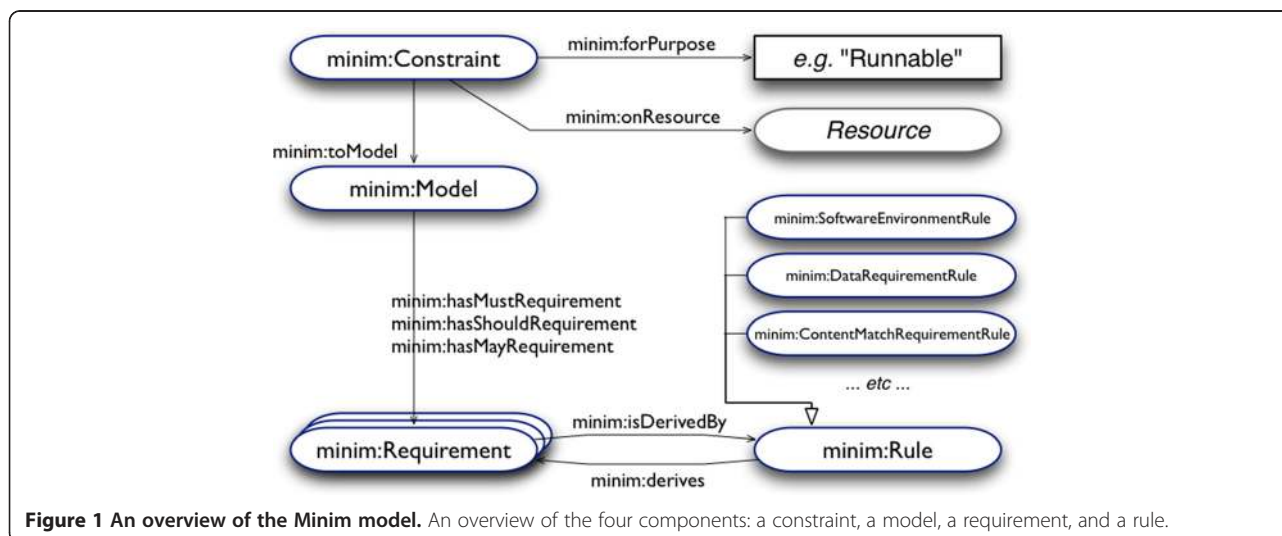 minim:Constraint
minim:forPurpose
e.g. "Runnable"
minim:onResource
Resource
minim:toModel
minim:Model
minim:SoftwareEnvironmentRule
minim:DataRequirementRule
minim:ContentMatchRequirementRule
... etc ...
minim:hasMustRequirement
minim:hasShouldRequirement
minim:hasMayRequirement
minim:Requirement
minim:isDerivedBy
minim:derives
minim:Rule
Figure 1 An overview of the Minim model. An overview of the four components: a constraint, a model, a requirement, and a rule.